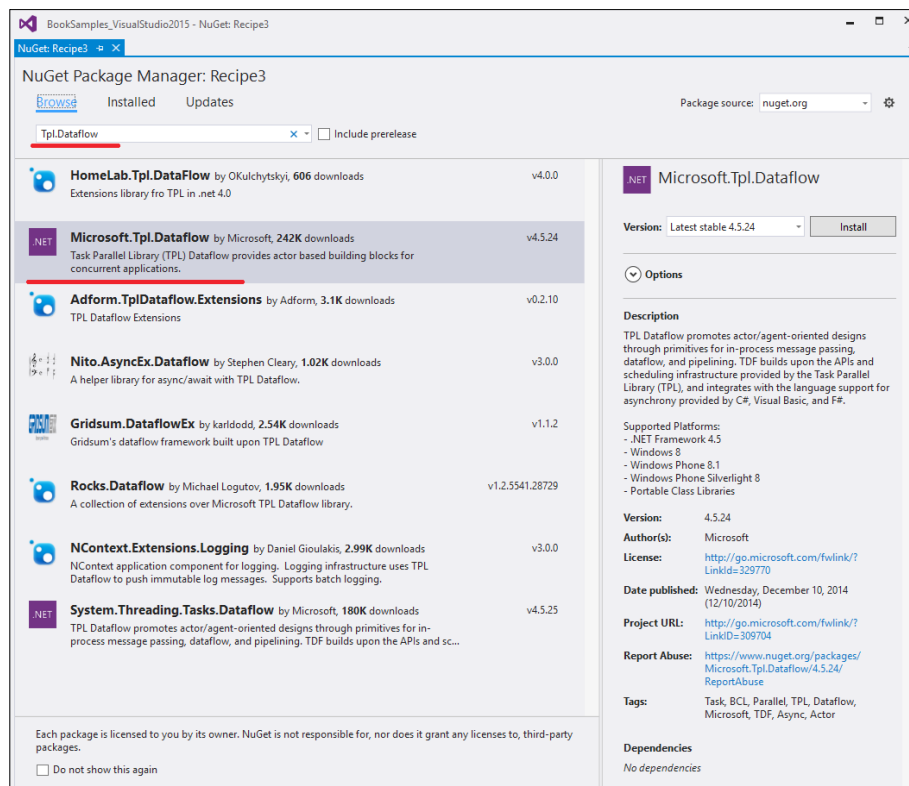 BookSamples_VisualStudio2015 - NuGet: Recipe3
NuGet: Recipe3
NuGet Package Manager: Recipe3
Browse Installed Updates
Package source: nuget.org
Tpl.Dataflow
Include prerelease
HomeLab.Tpl.DataFlow by OKulchytskyi, 606 downloads v4.0.0
Extensions library fro TPL in .net 4.0
.NET
Microsoft.Tpl.Dataflow by Microsoft, 242K downloads v4.5.24
Task Parallel Library (TPL) Dataflow provides actor based building blocks for
concurrent applications.
Adform.TplDataflow.Extensions by Adform, 3.1K downloads v0.2.10
TPL Dataflow Extensions
Nito.AsyncEx.Dataflow by Stephen Cleary, 1.02K downloads v3.0.0
A helper library for async/await with TPL Dataflow.
Gridsum.DataflowEx by karldodd, 2.54K downloads v1.1.2
Gridsum's dataflow framework built upon TPL Dataflow
Rocks.Dataflow by Michael Logutov, 1.95K downloads v1.2.5541.28729
A collection of extensions over Microsoft TPL Dataflow library.
NContext.Extensions.Logging by Daniel Gioulakis, 2.99K downloads v3.0.0
NContext application component for logging. Logging infrastructure uses TPL
Dataflow to push immutable log messages. Supports batch logging.
.NET
System.Threading.Tasks.Dataflow by Microsoft, 180K downloads v4.5.25
TPL Dataflow promotes actor/agent-oriented designs through primitives for in-
process message passing, dataflow, and pipelining. TDF builds upon the APIs and sc...
Each package is licensed to you by its owner. NuGet is not responsible for, nor does it grant any licenses to, third-party
packages.
Do not show this again
.NET
Microsoft.Tpl.Dataflow
Version: Latest stable 4.5.24 Install
Options
Description
TPL Dataflow promotes actor/agent-oriented designs
through primitives for in-process message passing,
dataflow, and pipelining. TDF builds upon the APIs and
scheduling infrastructure provided by the Task Parallel
Library (TPL), and integrates with the language support for
asynchrony provided by C#, Visual Basic, and F#.
Supported Platforms:
- .NET Framework 4.5
- Windows 8
- Windows Phone 8.1
- Windows Phone Silverlight 8
- Portable Class Libraries
Version: 4.5.24
Author(s): Microsoft
License: http://go.microsoft.com/fwlink/?
LinkId=329770
Date published: Wednesday, December 10, 2014
(12/10/2014)
Project URL: http://go.microsoft.com/fwlink/?
LinkID=309704
Report Abuse: https://www.nuget.org/packages/
Microsoft.Tpl.Dataflow/4.5.24/
ReportAbuse
Tags: Task, BCL, Parallel, TPL, Dataflow,
Microsoft, TDF, Async, Actor
Dependencies
No dependencies